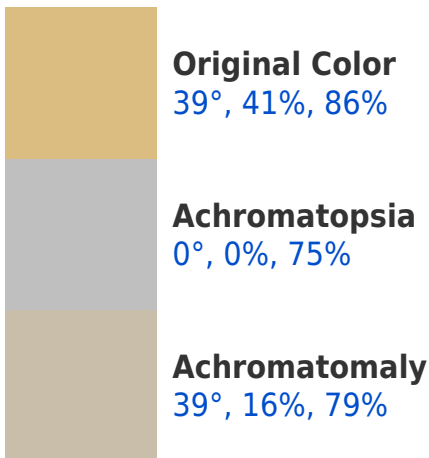 Original Color
39°, 41%, 86%
Achromatopsia
0°, 0%, 75%
Achromatomaly
39°, 16%, 79%